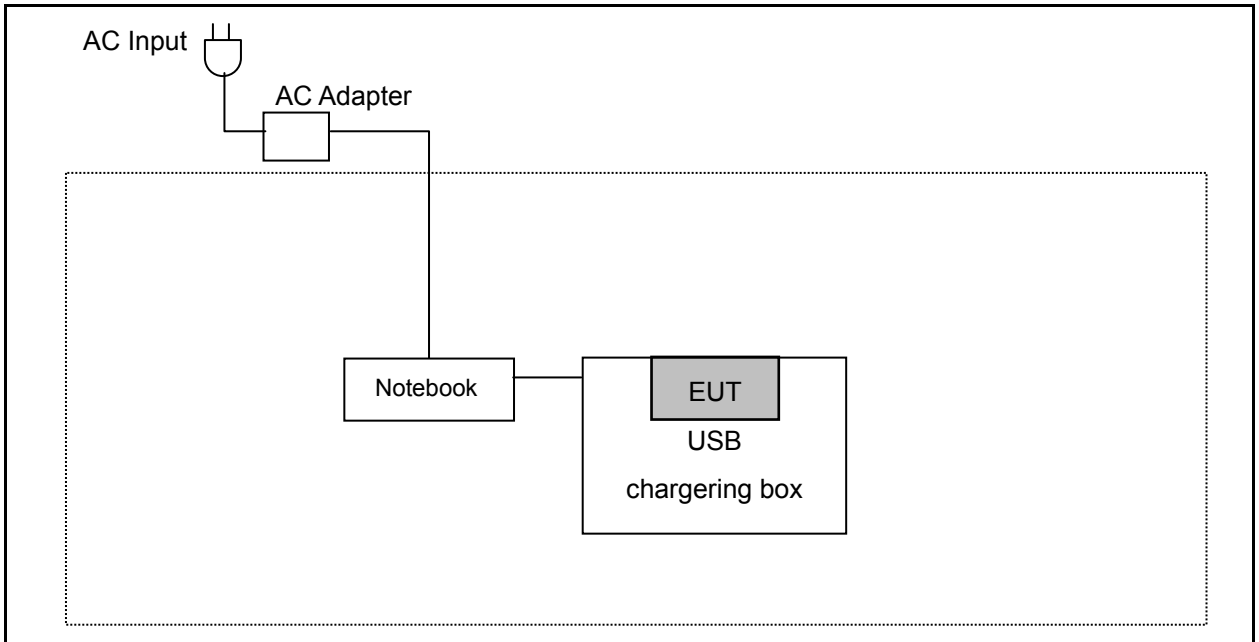 AC Input
AC Adapter
Notebook
EUT
USB
chargering box